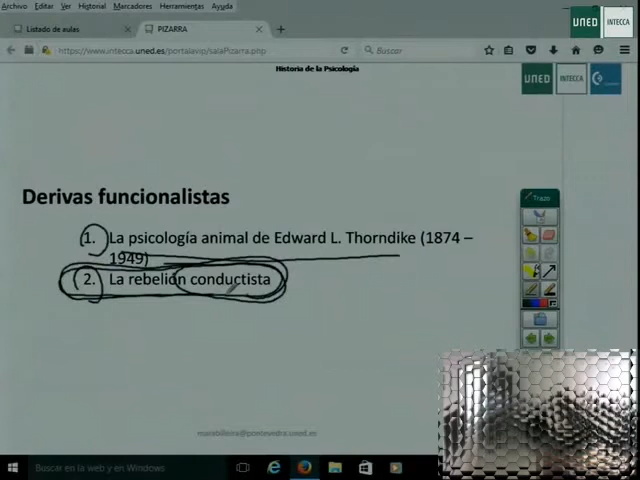 Archivo Editar Ver Historial Marcadores Herramientas Ayuda
Listado de aulas
PIZARRA
https://www.intecca.uned.es/portalavip/salaPizarra.php
Buscar
UNED
INTECCA
Historia de la Psicología
UNED
INTECCA
Derivas funcionalistas
1. La psicología animal de Edward L. Thorndike (1874 –
1949)
2. La rebelión conductista
Trazo
Buscar en la web y en Windows